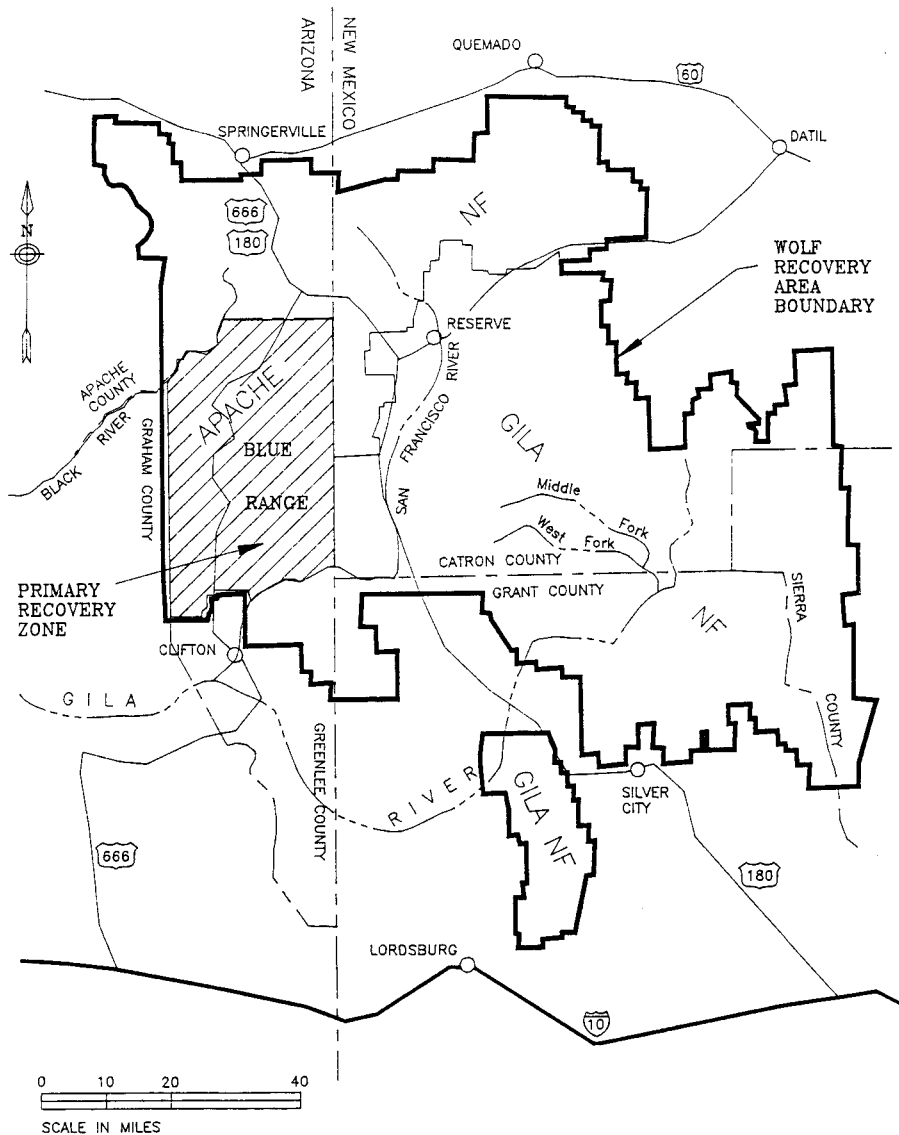 ARIZONA
NEW MEXICO
QUEMADO
60
SPRINGERVILLE
DATIL
666
180
NF
N
WOLF
RECOVERY
AREA
BOUNDARY
RESERVE
APACHE COUNTY
BLACK RIVER
GRAHAM COUNTY
APACHE
BLUE
RANGE
SAN FRANCISCO RIVER
GILA
Middle Fork
West Fork
CATRON COUNTY
GRANT COUNTY
PRIMARY
RECOVERY
ZONE
SIERRA COUNTY
NF
CLIFTON
GILA RIVER
GREENLEE COUNTY
GILA NF
SILVER
CITY
666
180
LORDSBURG
10
0 10 20 40
SCALE IN MILES